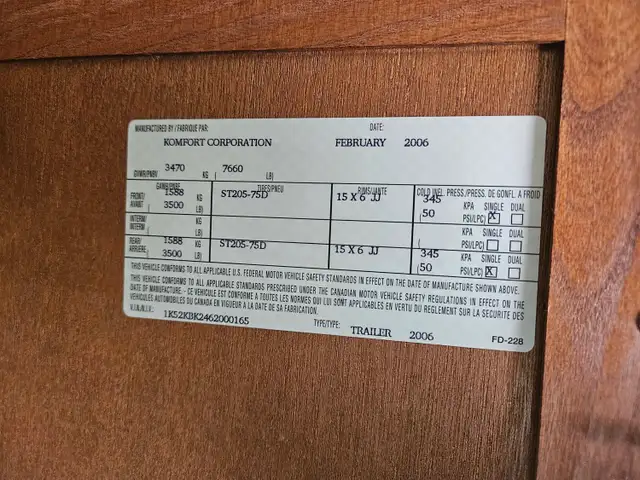 MANUFACTURED BY / FABRIQUE PAR: DATE:
KOMFORT CORPORATION FEBRUARY 2006
GVWR/PNBV 3470 KG ( 7660 LB)
GAWR/PNBE TIRES/PNEU RIMS/JANTE COLD INFL. PRESS./PRESS. DE GONFL. A FROID
FRONT/ AVANT 1588 KG ST205-75D 15 X 6 JJ 345 KPA SINGLE DUAL
( 3500 LB) (50 PSI/LPC) X
INTERM/ INTERM KG KPA SINGLE DUAL
( LB) ( PSI/LPC)
REAR/ ARRIERE 1588 KG ST205-75D 15 X 6 JJ 345 KPA SINGLE DUAL
( 3500 LB) (50 PSI/LPC) X
THIS VEHICLE CONFORMS TO ALL APPLICABLE U.S. FEDERAL MOTOR VEHICLE SAFETY STANDARDS IN EFFECT ON THE DATE OF MANUFACTURE SHOWN ABOVE.
THIS VEHICLE CONFORMS TO ALL APPLICABLE STANDARDS PRESCRIBED UNDER THE CANADIAN MOTOR VEHICLE SAFETY REGULATIONS IN EFFECT ON THE
DATE OF MANUFACTURE. - CE VEHICULE EST CONFORME A TOUTES LES NORMES QUI LUI SONT APPLICABLES EN VERTU DU REGLEMENT SUR LA SECURITE DES
VEHICULES AUTOMOBILES DU CANADA EN VIGUEUR A LA DATE DE SA FABRICATION.
V.I.N./N.I.V.: 1K52KBK2462000165 TYPE/TYPE: TRAILER 2006 FD-228